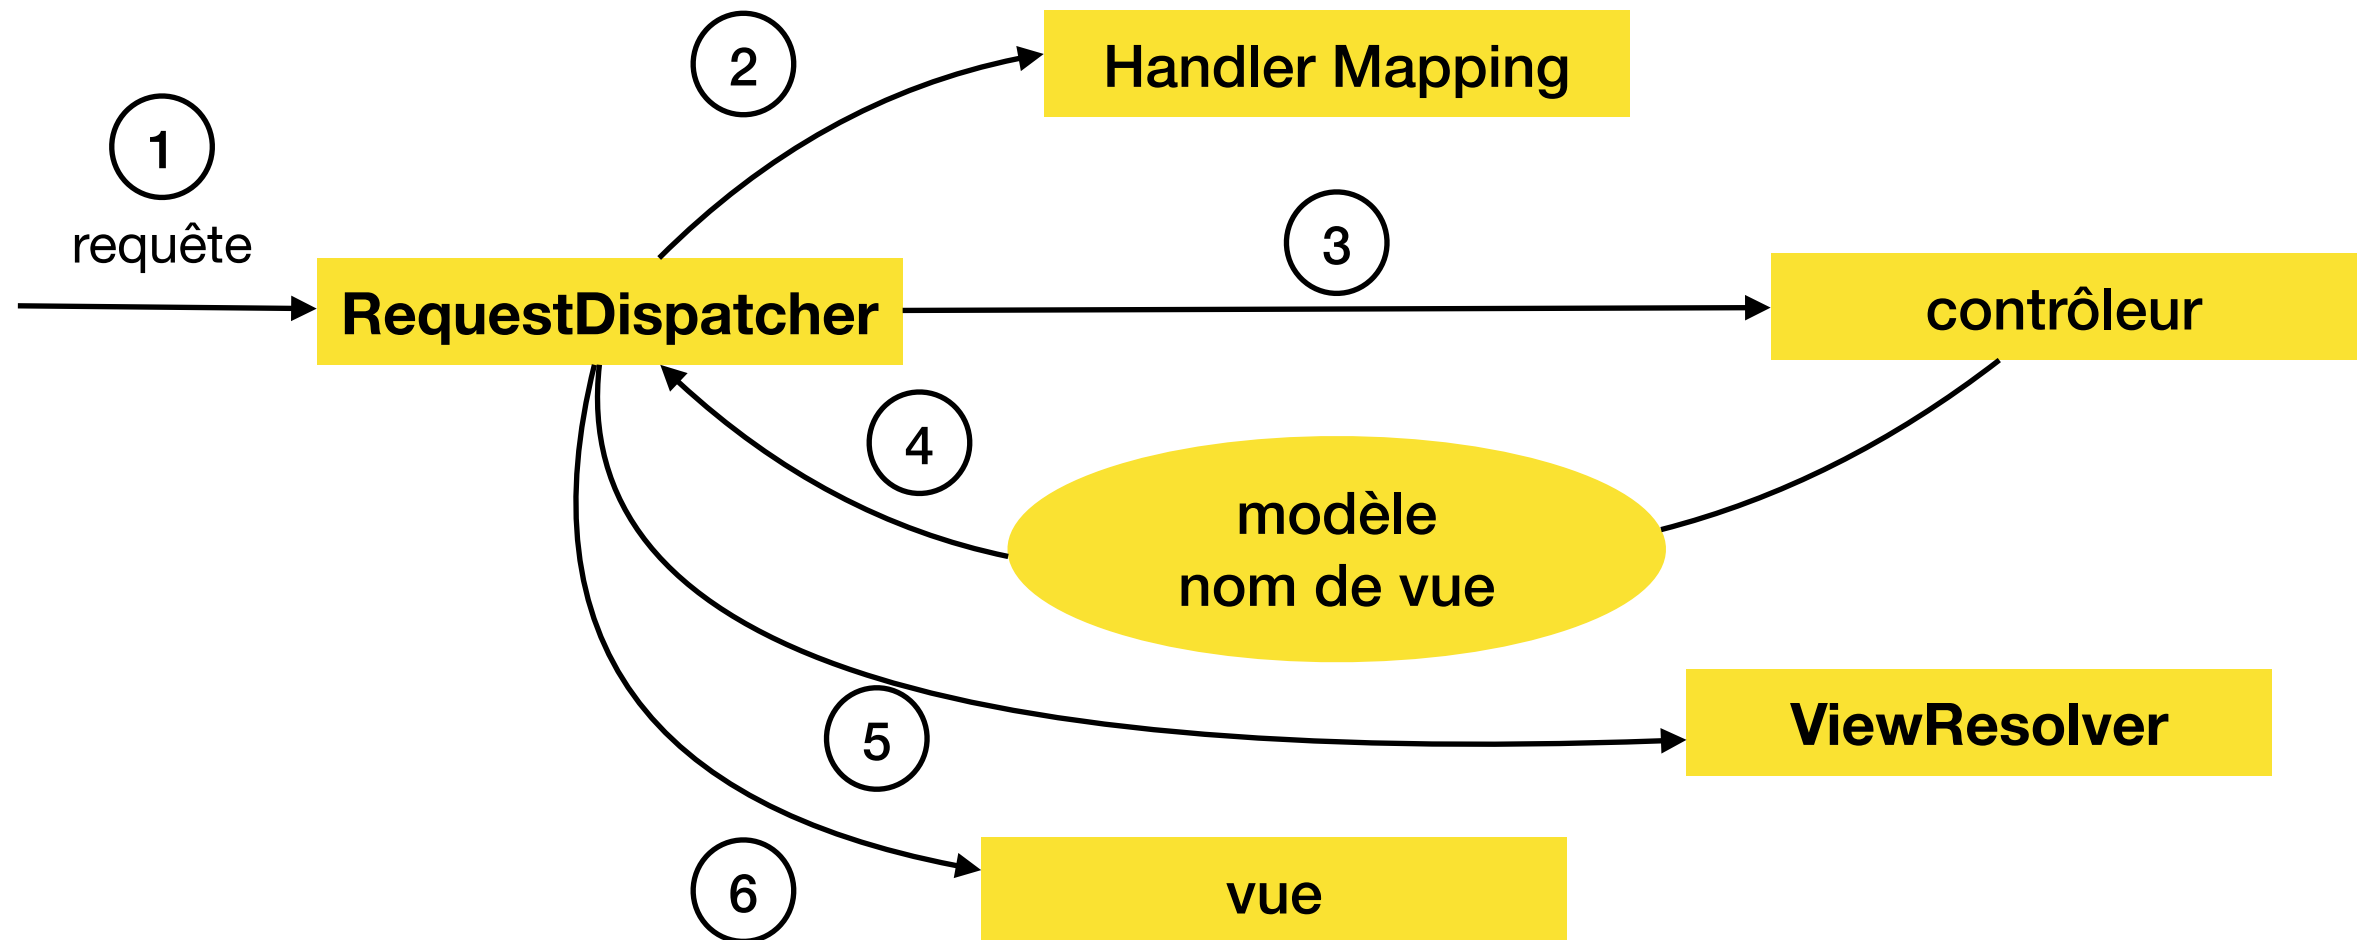 2
Handler Mapping
1
requête
3
RequestDispatcher
contrôleur
4
modèle
nom de vue
5
ViewResolver
6
vue